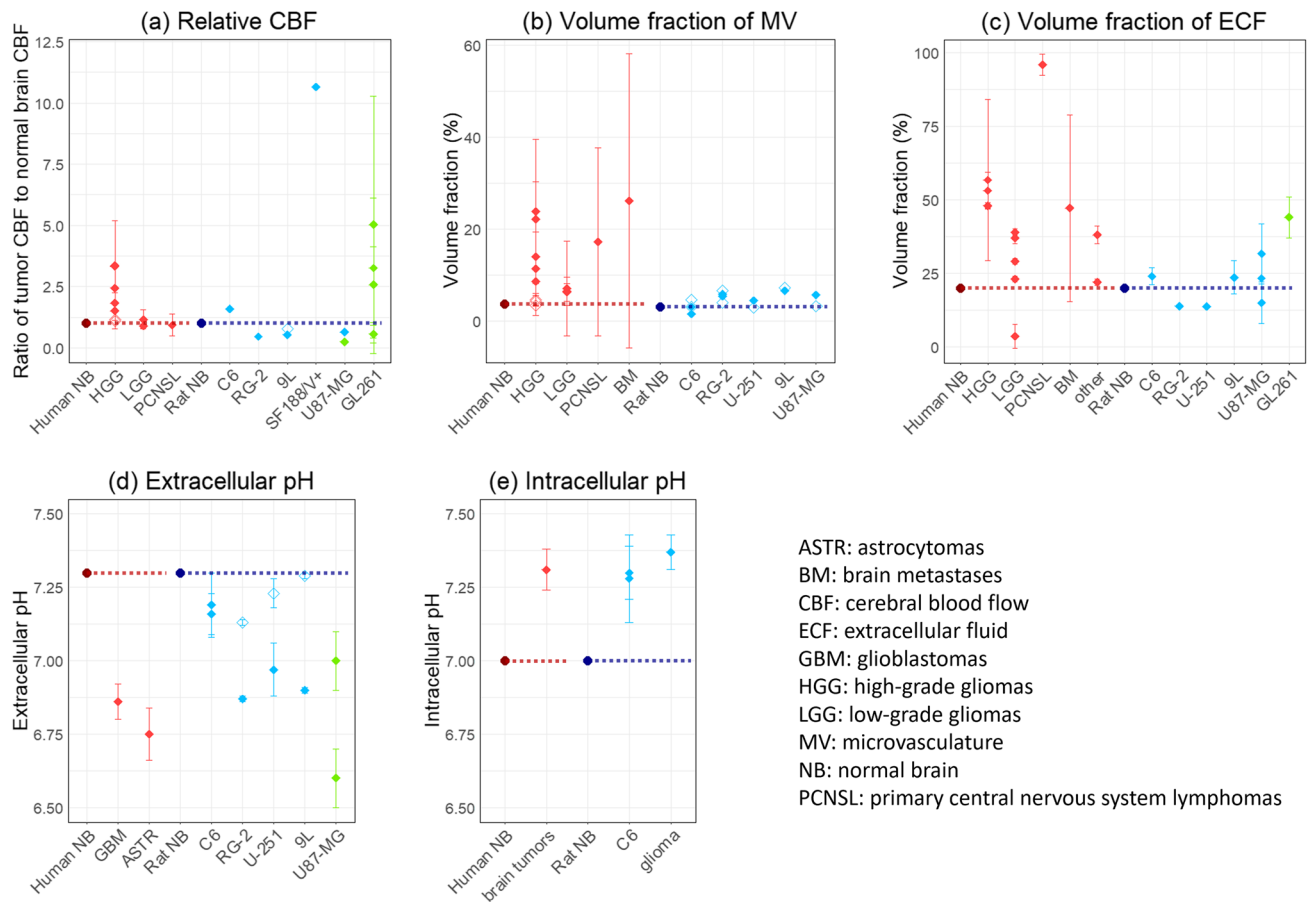 (a) Relative CBF
Ratio of tumor CBF to normal brain CBF
12.5
10.0
7.5
5.0
2.5
0.0
Human NB
HGG
LGG
PCNSL
Rat NB
C6
RG-2
9L
SF188/V+
U87-MG
GL261
(b) Volume fraction of MV
Volume fraction (%)
60
40
20
0
Human NB
HGG
LGG
PCNSL
BM
Rat NB
C6
RG-2
U-251
9L
U87-MG
(c) Volume fraction of ECF
Volume fraction (%)
100
75
50
25
0
Human NB
HGG
LGG
PCNSL
BM
other
Rat NB
C6
RG-2
U-251
9L
U87-MG
GL261
(d) Extracellular pH
Extracellular pH
7.50
7.25
7.00
6.75
6.50
Human NB
GBM
ASTR
Rat NB
C6
RG-2
U-251
9L
U87-MG
(e) Intracellular pH
Intracellular pH
7.50
7.25
7.00
6.75
6.50
Human NB
brain tumors
Rat NB
C6
glioma
ASTR: astrocytomas
BM: brain metastases
CBF: cerebral blood flow
ECF: extracellular fluid
GBM: glioblastomas
HGG: high-grade gliomas
LGG: low-grade gliomas
MV: microvasculature
NB: normal brain
PCNSL: primary central nervous system lymphomas